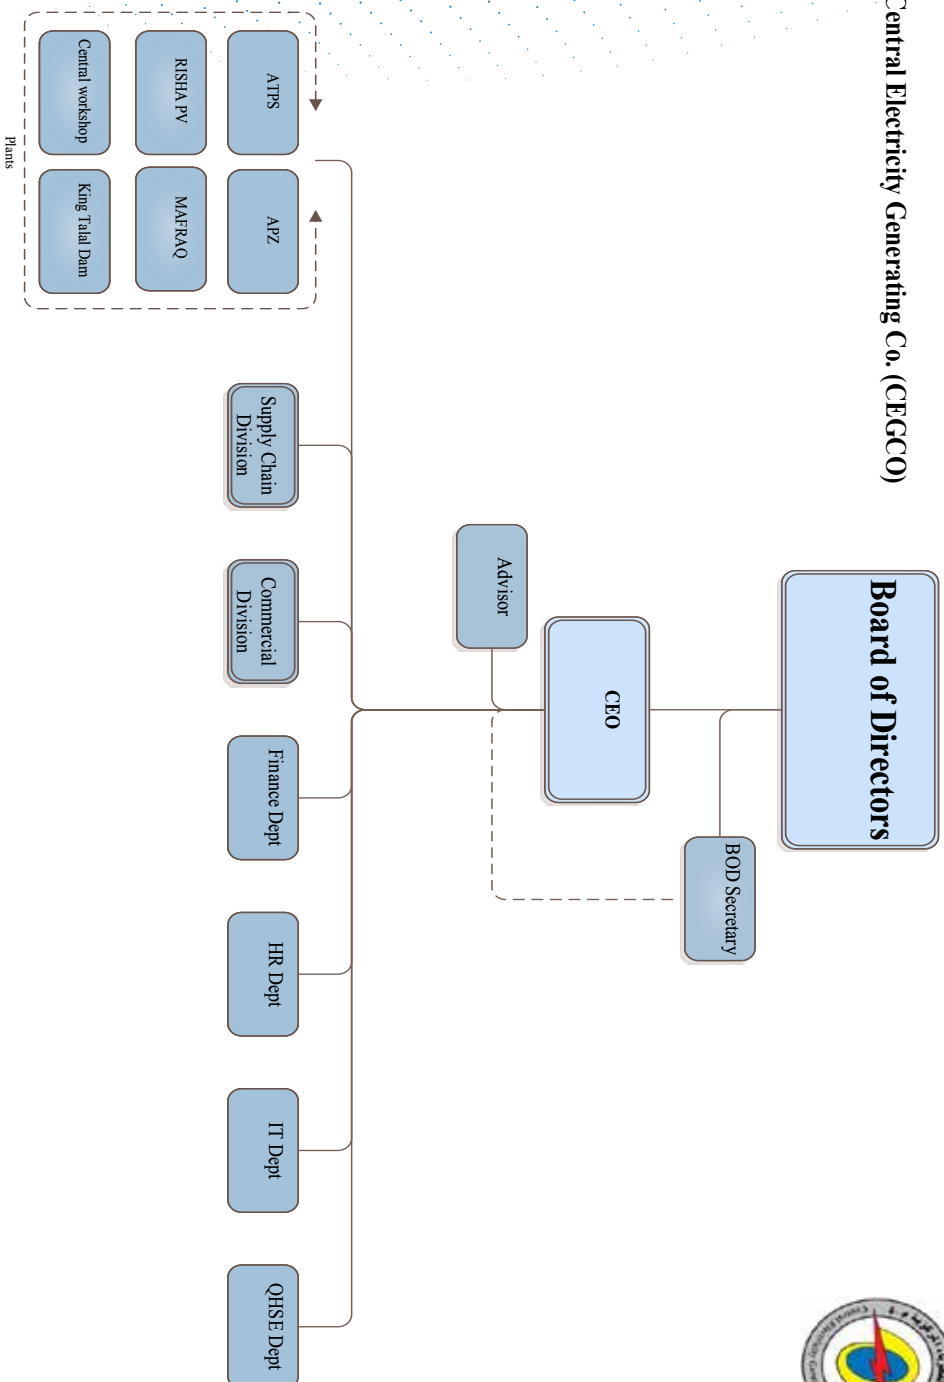 Central Electricity Generating Co. (CEGCO)
Board of Directors
BOD Secretary
CEO
Advisor
ATPS
APZ
RISHA PV
MAFRAQ
Central workshop
King Talal Dam
Plants
Supply Chain
Division
Commercial
Division
Finance Dept
HR Dept
IT Dept
QHSE Dept